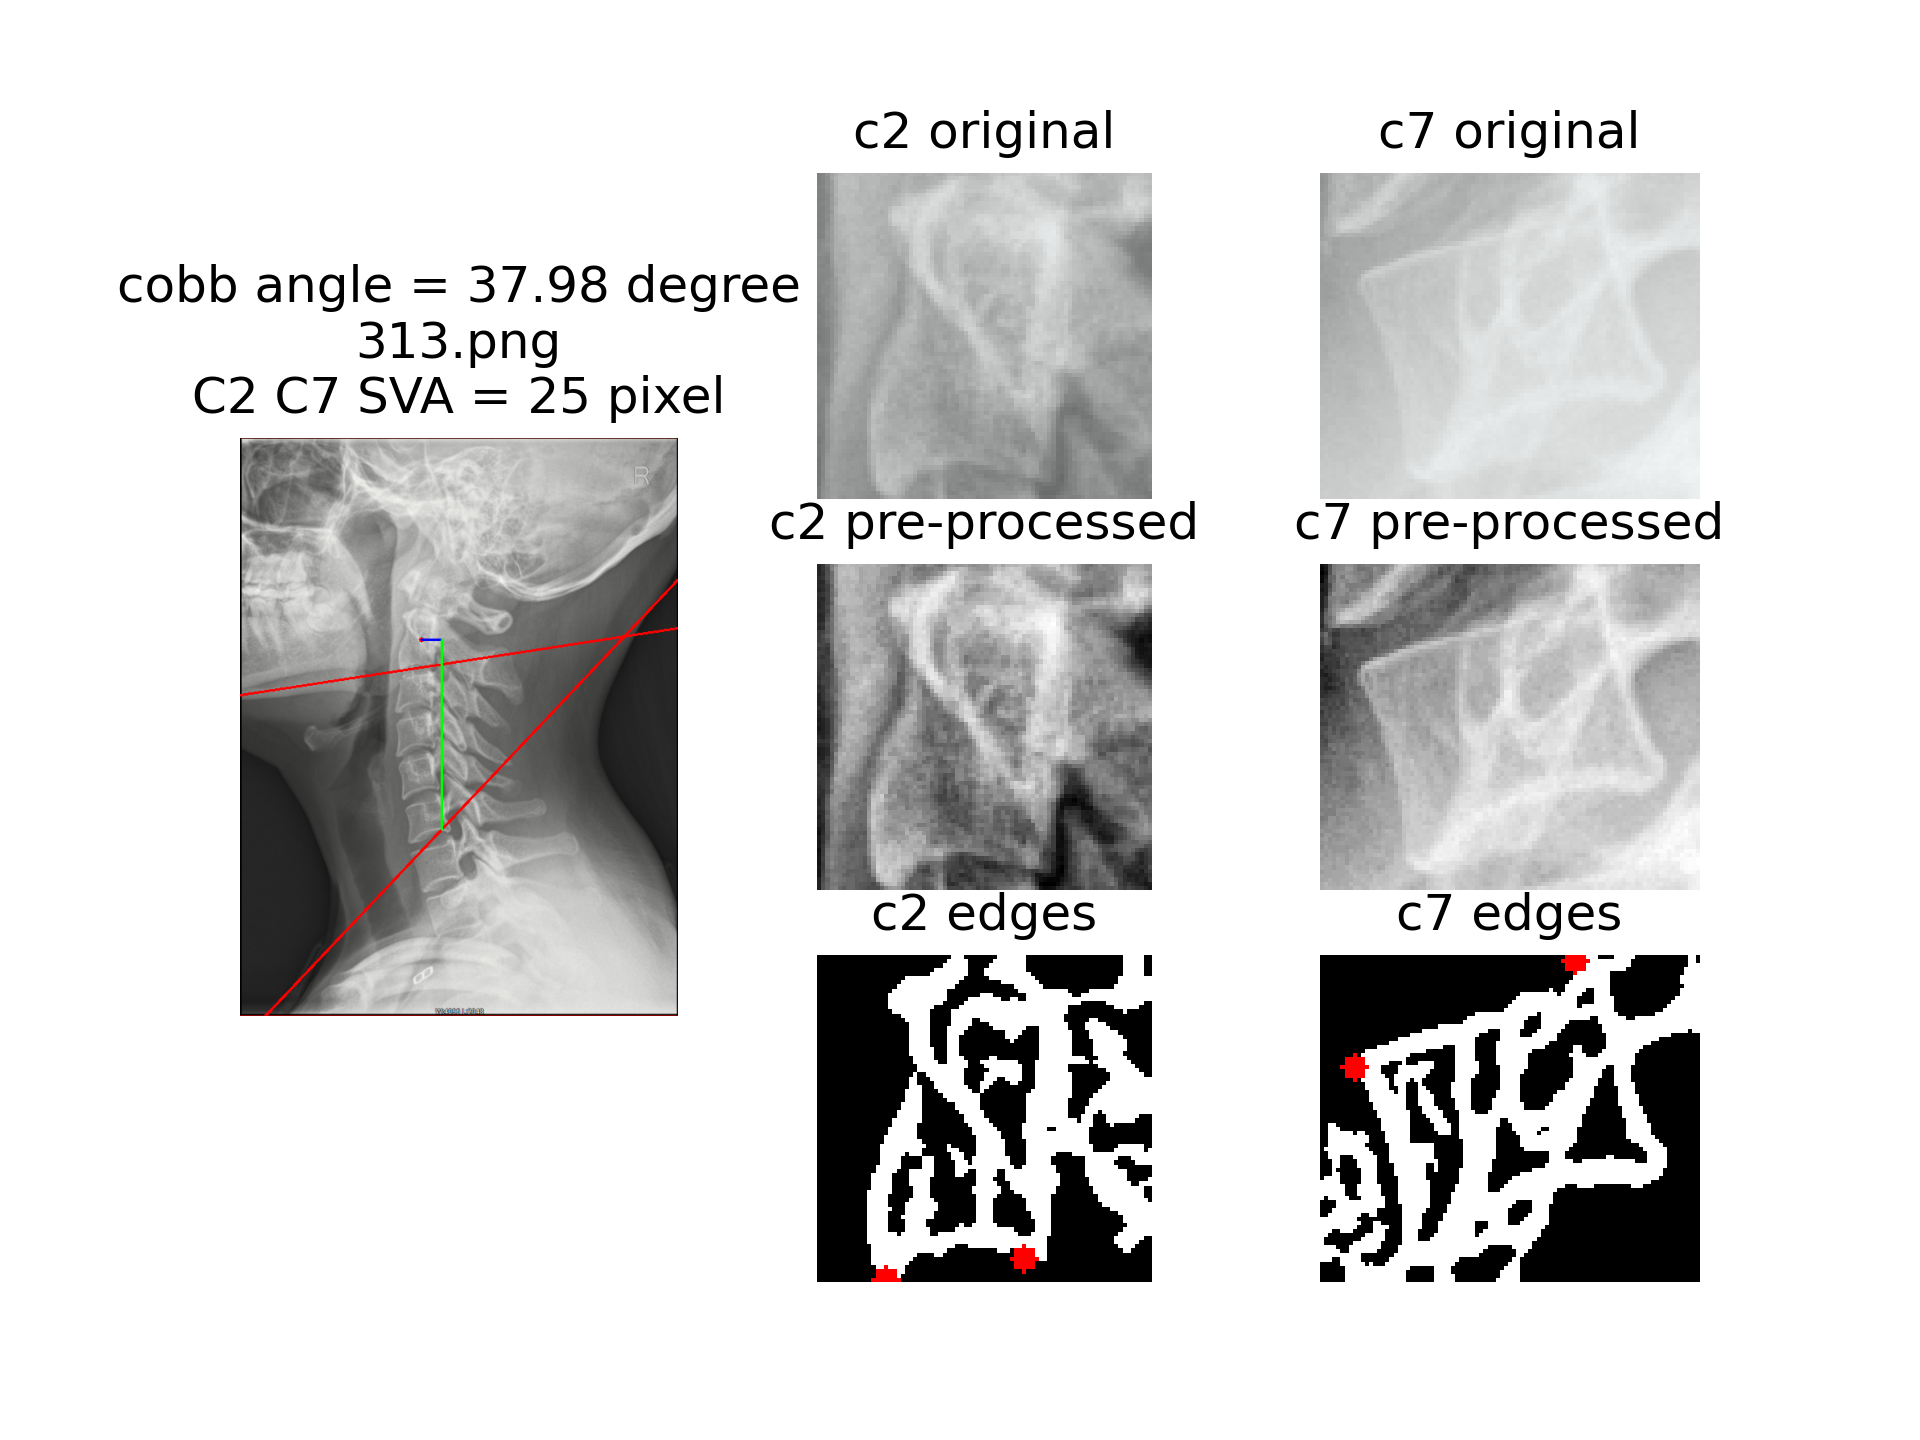 cobb angle = 37.98 degree
313.png
C2 C7 SVA = 25 pixel
R
c2 original
c7 original
c2 pre-processed
c7 pre-processed
c2 edges
c7 edges